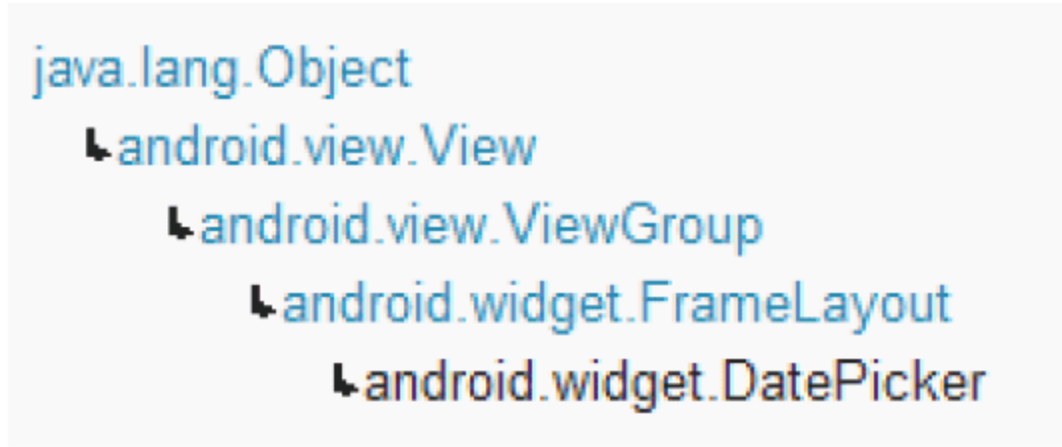 java.lang.Object
android.view.View
android.view.ViewGroup
android.widget.FrameLayout
android.widget.DatePicker